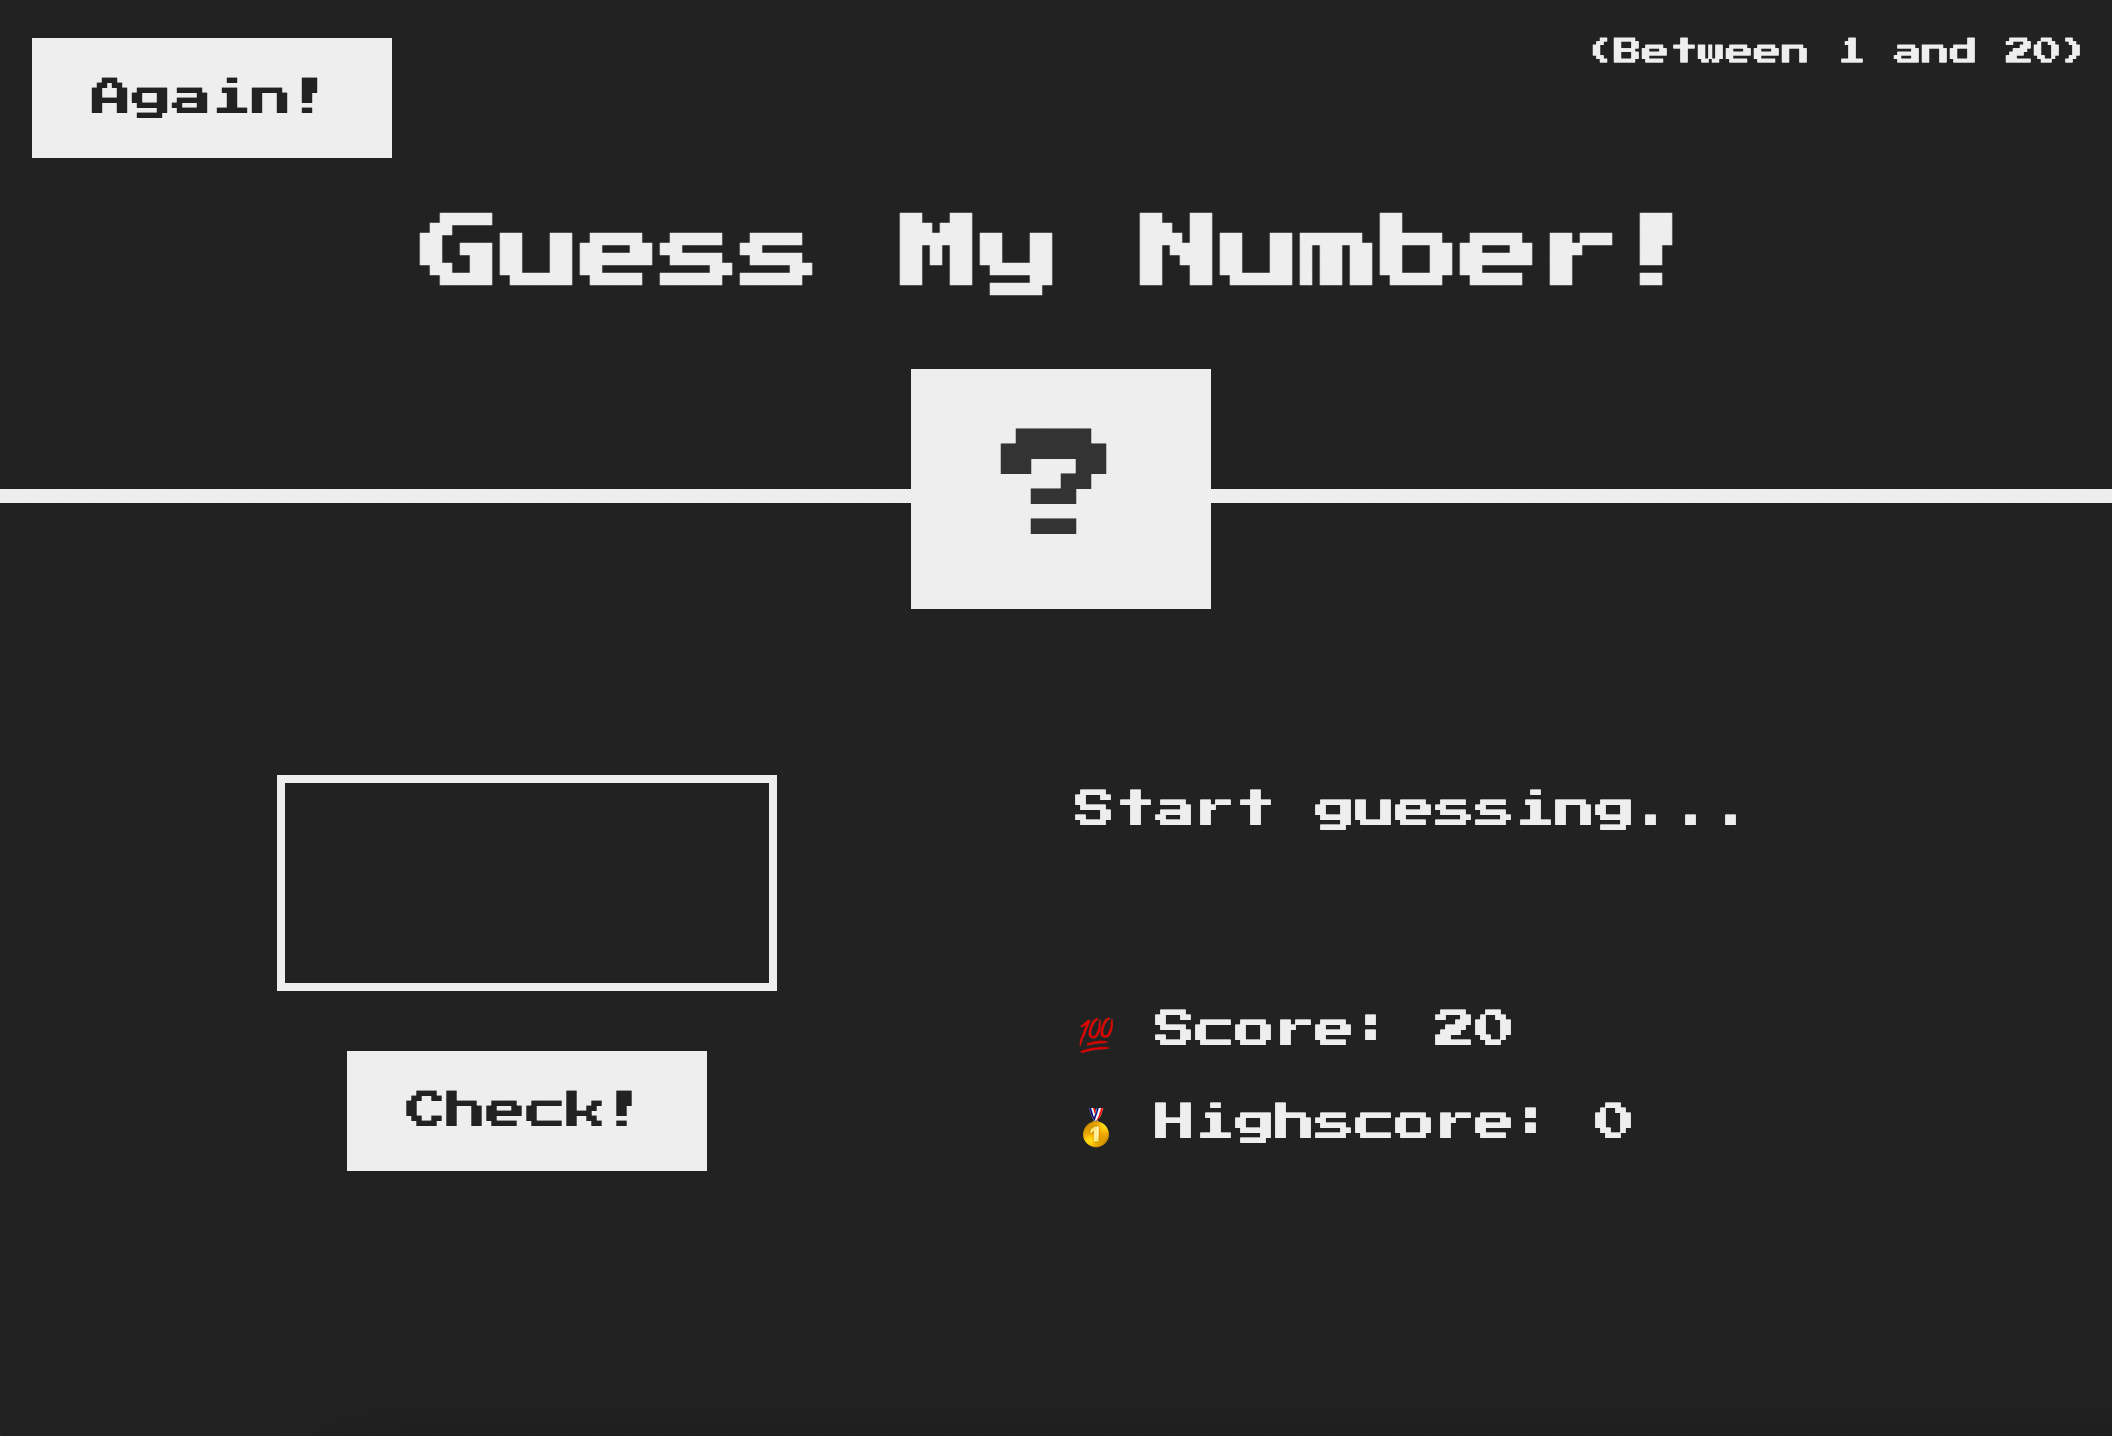 Again!
(Between 1 and 20)
Guess My Number!
?
Start guessing...
💯 Score: 20
🥇 Highscore: 0
Check!